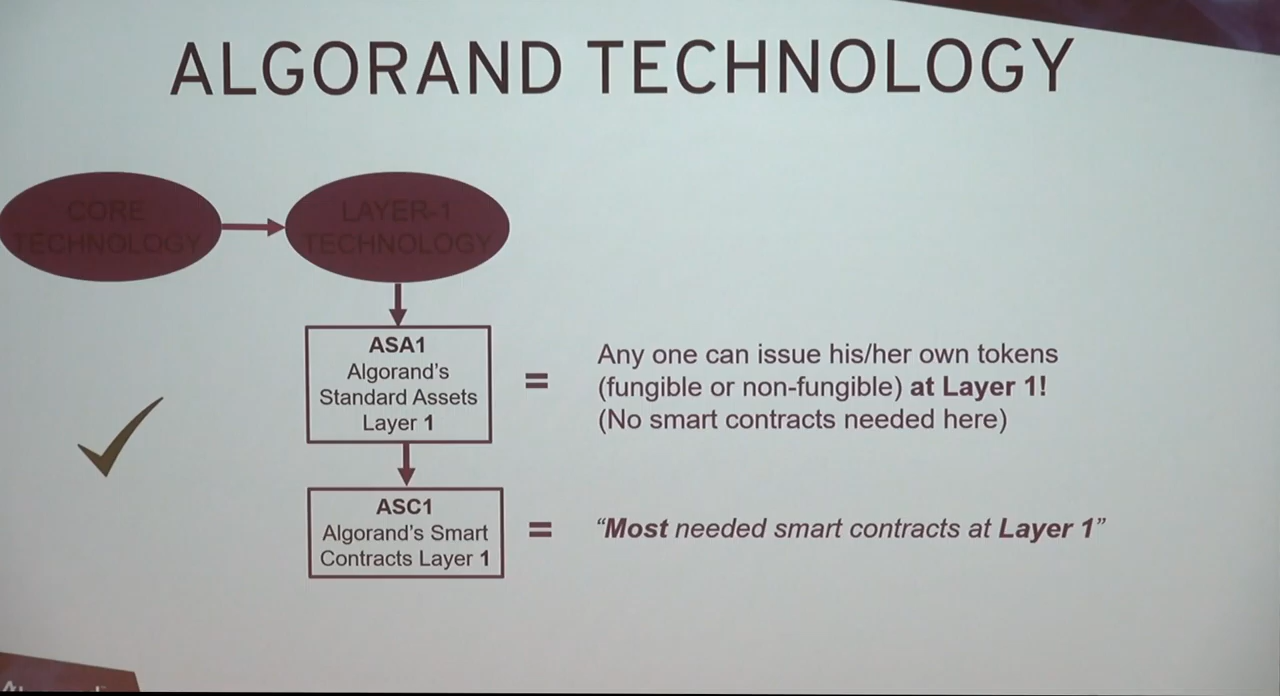 ALGORAND TECHNOLOGY
CORE
TECHNOLOGY
LAYER-1
TECHNOLOGY
ASA1
Algorand's
Standard Assets
Layer 1
=
Any one can issue his/her own tokens
(fungible or non-fungible) at Layer 1!
(No smart contracts needed here)
ASC1
Algorand's Smart
Contracts Layer 1
=
“Most needed smart contracts at Layer 1”